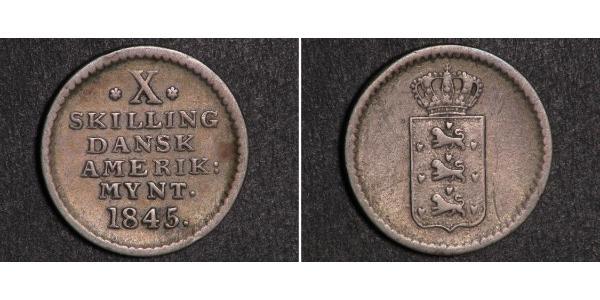 X
SKILLING
DANSK
AMERIK:
MYNT.
1845.